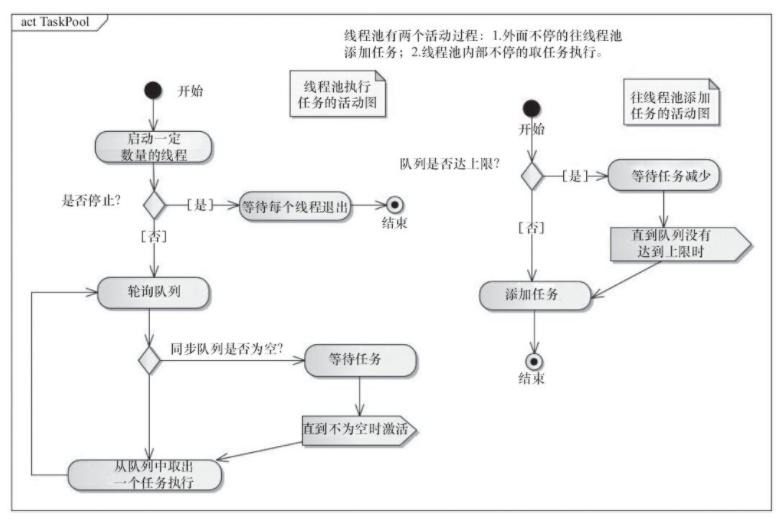 act TaskPool
线程池有两个活动过程：1.外面不停的往线程池
添加任务；2.线程池内部不停的取任务执行。
开始
线程池执行
任务的活动图
启动一定
数量的线程
是否停止？
[是]
等待每个线程退出
结束
[否]
轮询队列
同步队列是否为空？
等待任务
直到不为空时激活
从队列中取出
一个任务执行
往线程池添加
任务的活动图
开始
队列是否达上限？
[是]
等待任务减少
[否]
直到队列没有
达到上限时
添加任务
结束